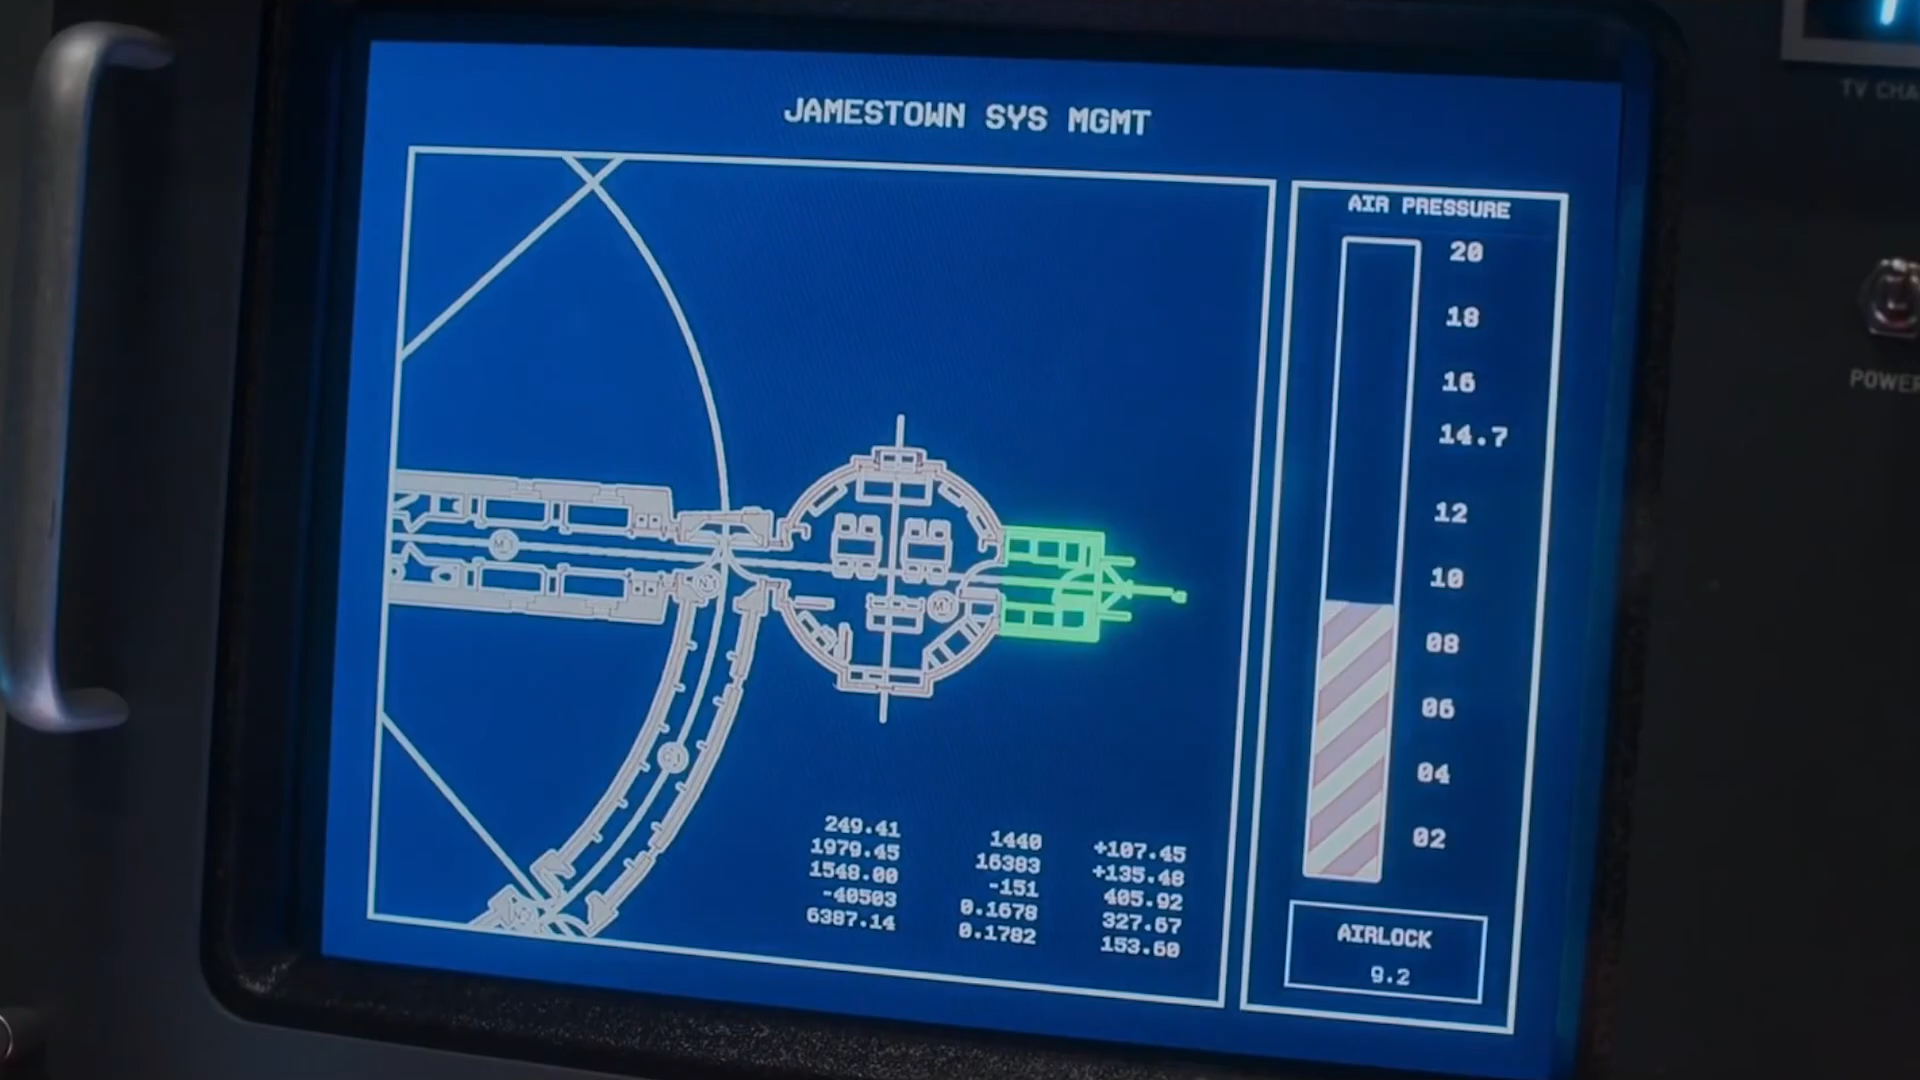 JAMESTOWN SYS MGMT
AIR PRESSURE
20
18
16
14.7
12
10
08
06
04
02
249.41 1440 +107.45
1979.45 16383 +135.48
1548.00 -151 405.92
-40503 0.1678 327.67
6387.14 0.1782 153.60
AIRLOCK
9.2
TV CHA
POWER